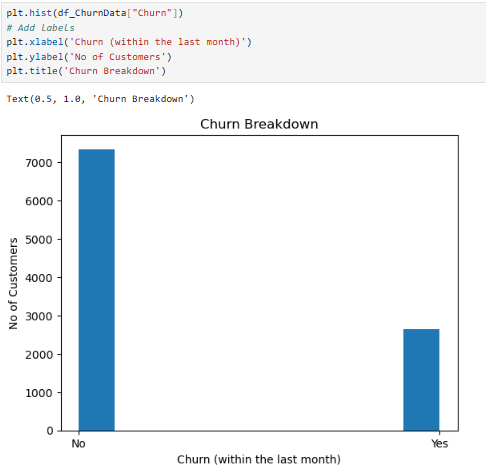 plt.hist(df_ChurnData["Churn"])
# Add labels
plt.xlabel('Churn (within the last month)')
plt.ylabel('No of Customers')
plt.title('Churn Breakdown')
Text(0.5, 1.0, 'Churn Breakdown')
Churn Breakdown
7000
6000
5000
4000
3000
2000
1000
0
No of Customers
No Yes
Churn (within the last month)